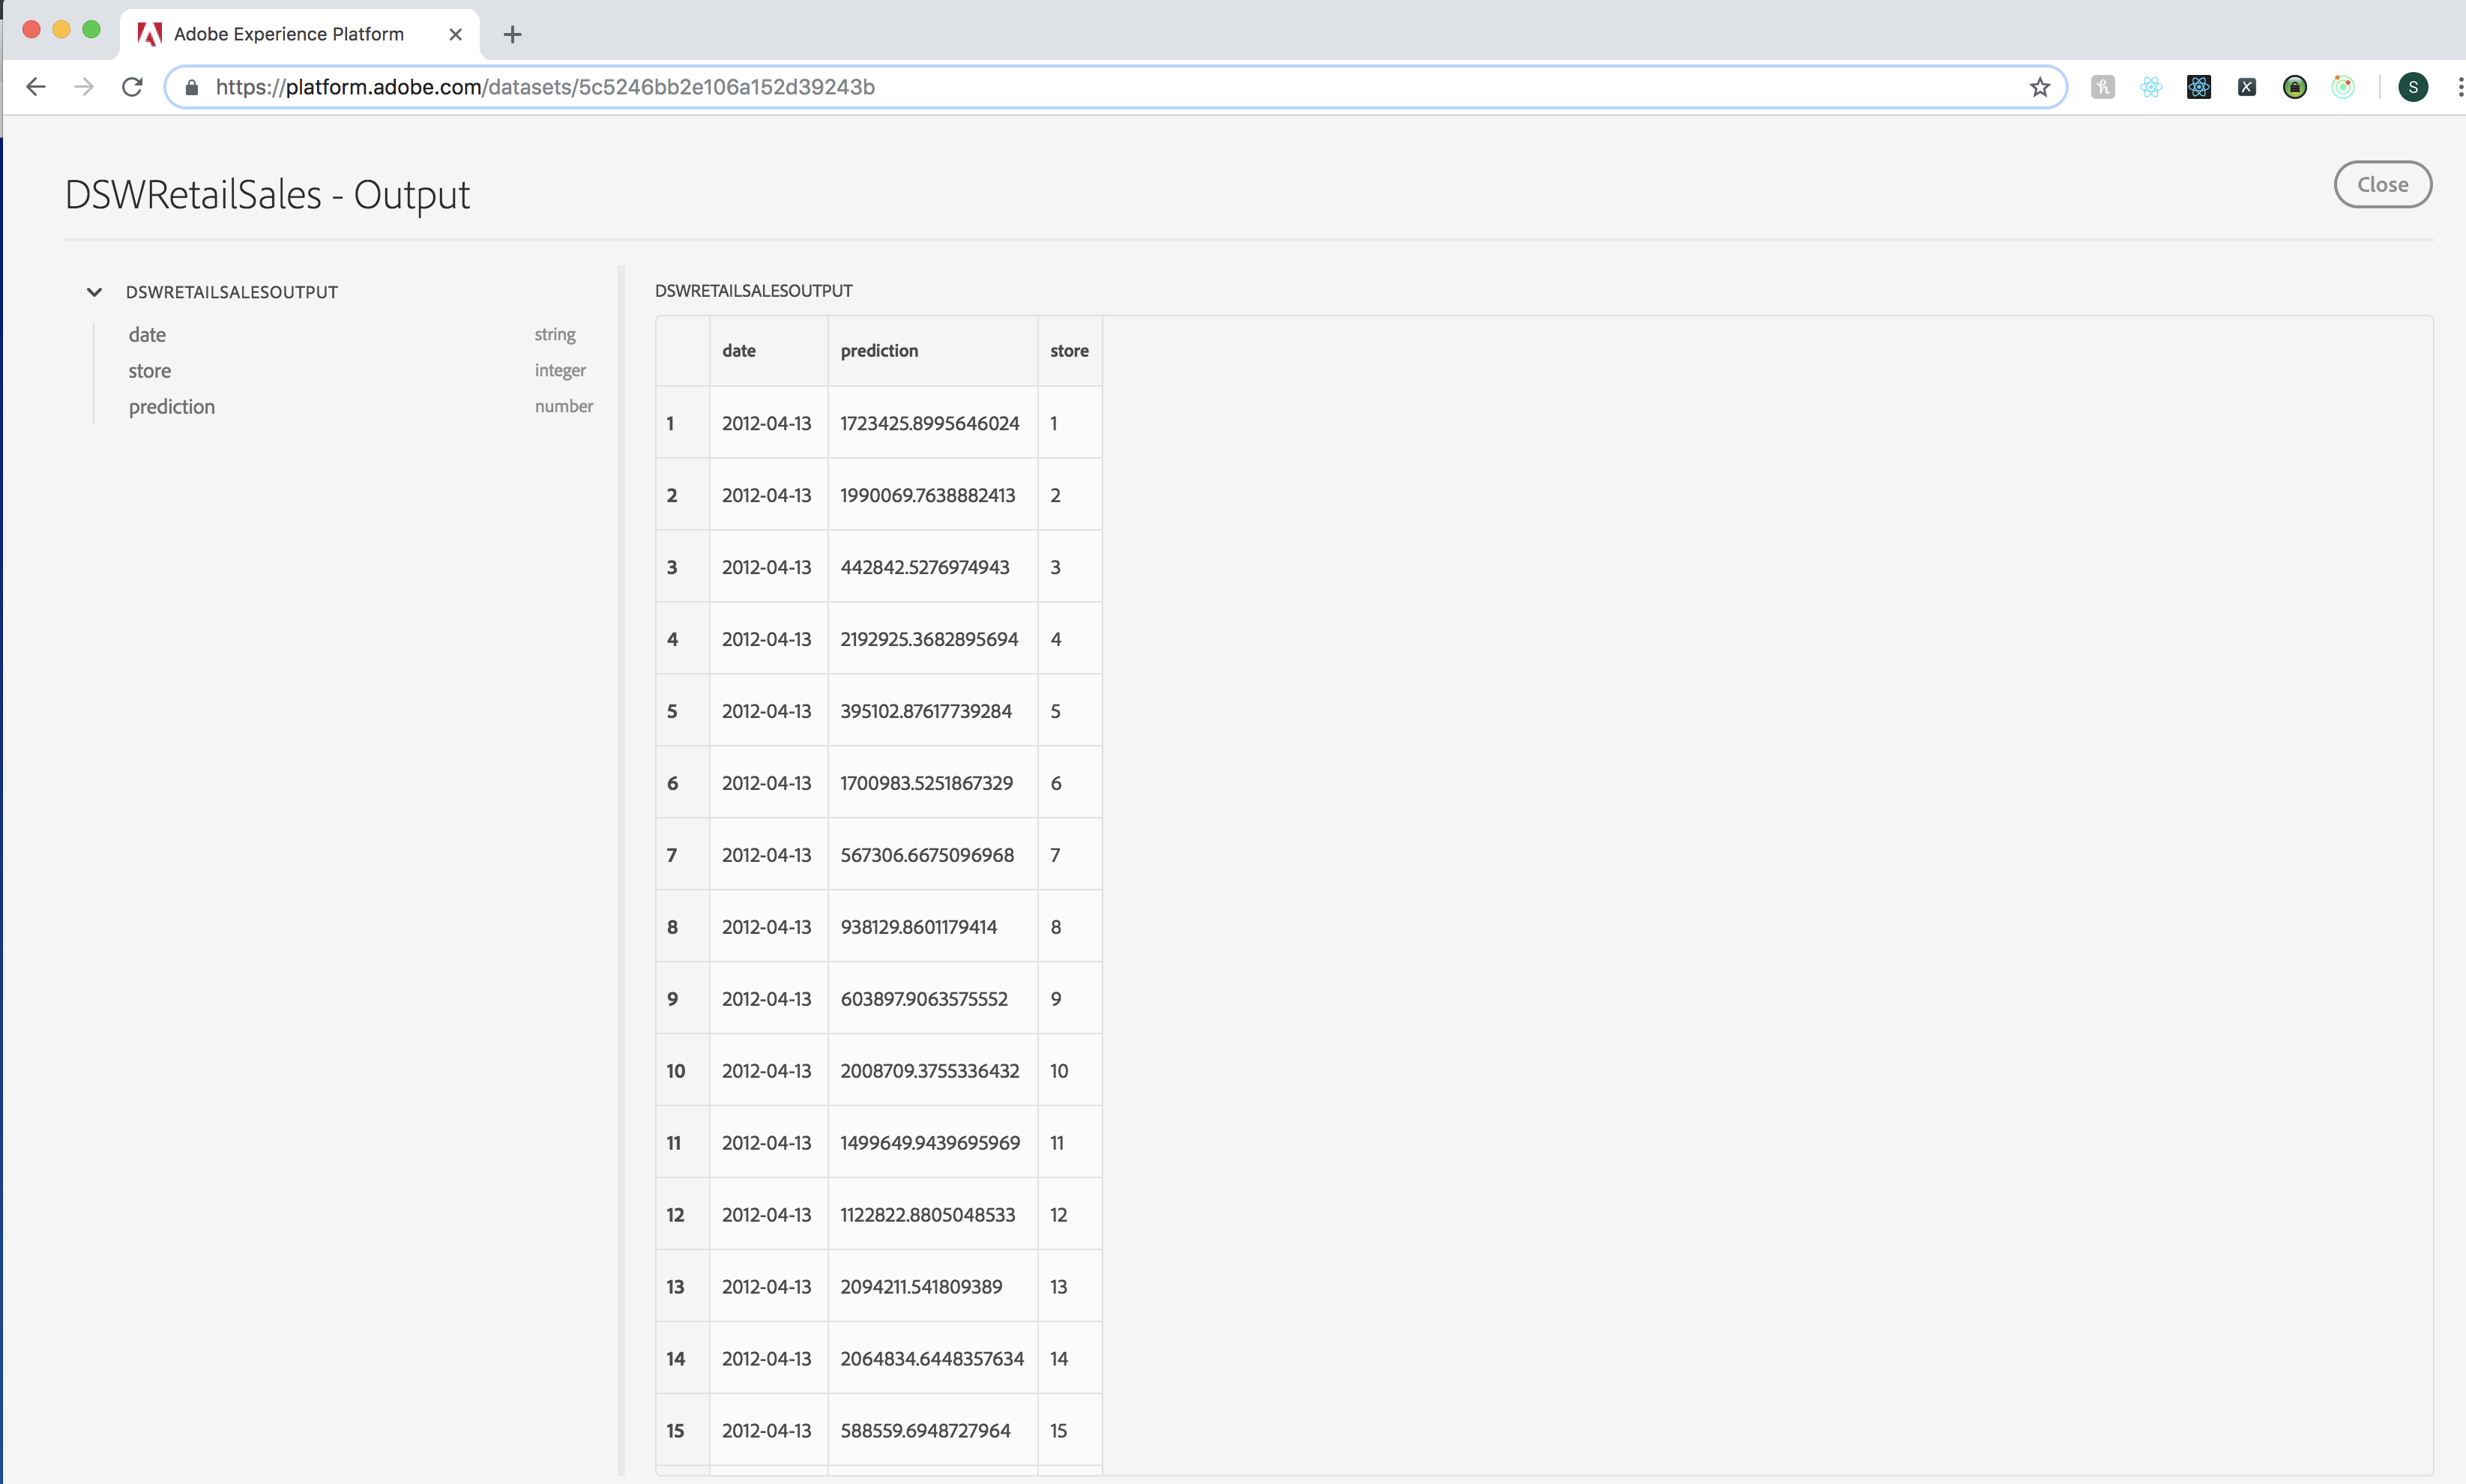 Adobe Experience Platform
https://platform.adobe.com/datasets/5c5246bb2e106a152d39243b
S
DSWRetailSales - Output
Close
DSWRETAILSALESOUTPUT
date string
store integer
prediction number
DSWRETAILSALESOUTPUT
date prediction store
1 2012-04-13 1723425.8995646024 1
2 2012-04-13 1990069.7638882413 2
3 2012-04-13 442842.5276974943 3
4 2012-04-13 2192925.3682895694 4
5 2012-04-13 395102.87617739284 5
6 2012-04-13 1700983.5251867329 6
7 2012-04-13 567306.6675096968 7
8 2012-04-13 938129.8601179414 8
9 2012-04-13 603897.9063575552 9
10 2012-04-13 2008709.3755336432 10
11 2012-04-13 1499649.9439695969 11
12 2012-04-13 1122822.8805048533 12
13 2012-04-13 2094211.541809389 13
14 2012-04-13 2064834.6448357634 14
15 2012-04-13 588559.6948727964 15